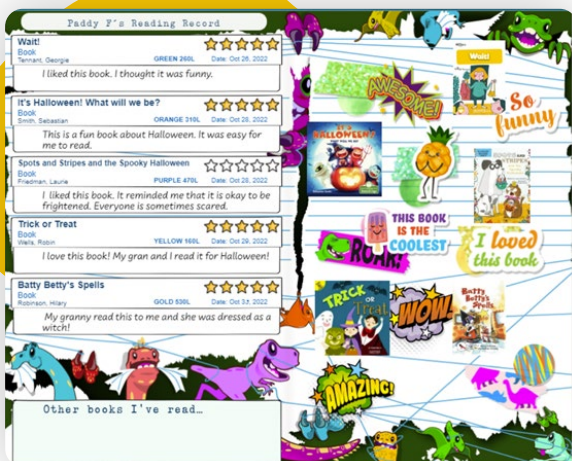 Paddy F's Reading Record
Wait!
Book
Tennant, Georgie
GREEN 260L
Date: Oct 26, 2022
I liked this book. I thought it was funny.
It's Halloween! What will we be?
Book
Smith, Sebastian
ORANGE 310L
Date: Oct 28, 2022
This is a fun book about Halloween. It was easy for
me to read.
Spots and Stripes and the Spooky Halloween
Book
Friedman, Laurie
PURPLE 470L
Date: Oct 28, 2022
I liked this book. It reminded me that it is okay to be
frightened. Everyone is sometimes scared.
Trick or Treat
Book
Wells, Robin
YELLOW 160L
Date: Oct 29, 2022
I love this book! My gran and I read it for Halloween!
Batty Betty's Spells
Book
Robinson, Hilary
GOLD 530L
Date: Oct 31, 2022
My granny read this to me and she was dressed as a
witch!
Other books I've read...
AWESOME!
Wait!
So
funny
HALLOWEEN!
SPOTS
STRIPES
THIS BOOK
IS THE
COOLEST
ROAR!
I loved
this book
TRICK
OR
Treat
WOW.
Batty
Betty's
Spells
AMAZING!